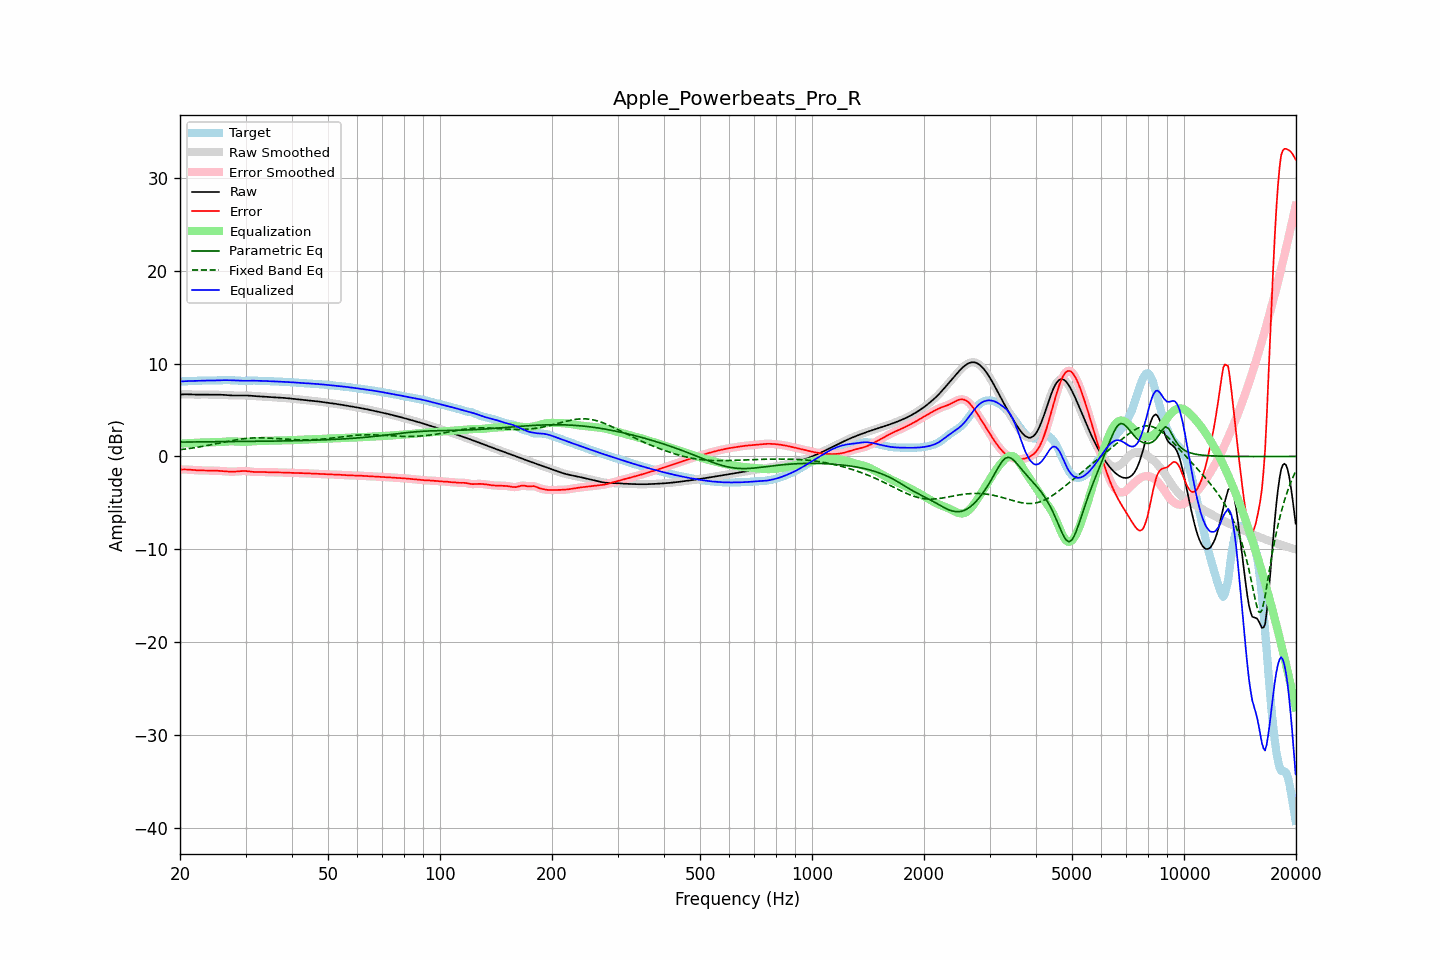 Apple_Powerbeats_Pro_R
Target
Raw Smoothed
Error Smoothed
Raw
Error
Equalization
Parametric Eq
Fixed Band Eq
Equalized
30
20
10
0
−10
−20
−30
−40
Amplitude (dBr)
20
50
100
200
500
1000
2000
5000
10000
20000
Frequency (Hz)